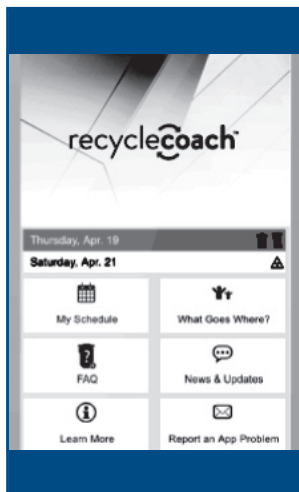 recyclecoach™
Thursday, Apr. 19
Saturday, Apr. 21
My Schedule
What Goes Where?
?
FAQ
News & Updates
i
Learn More
Report an App Problem